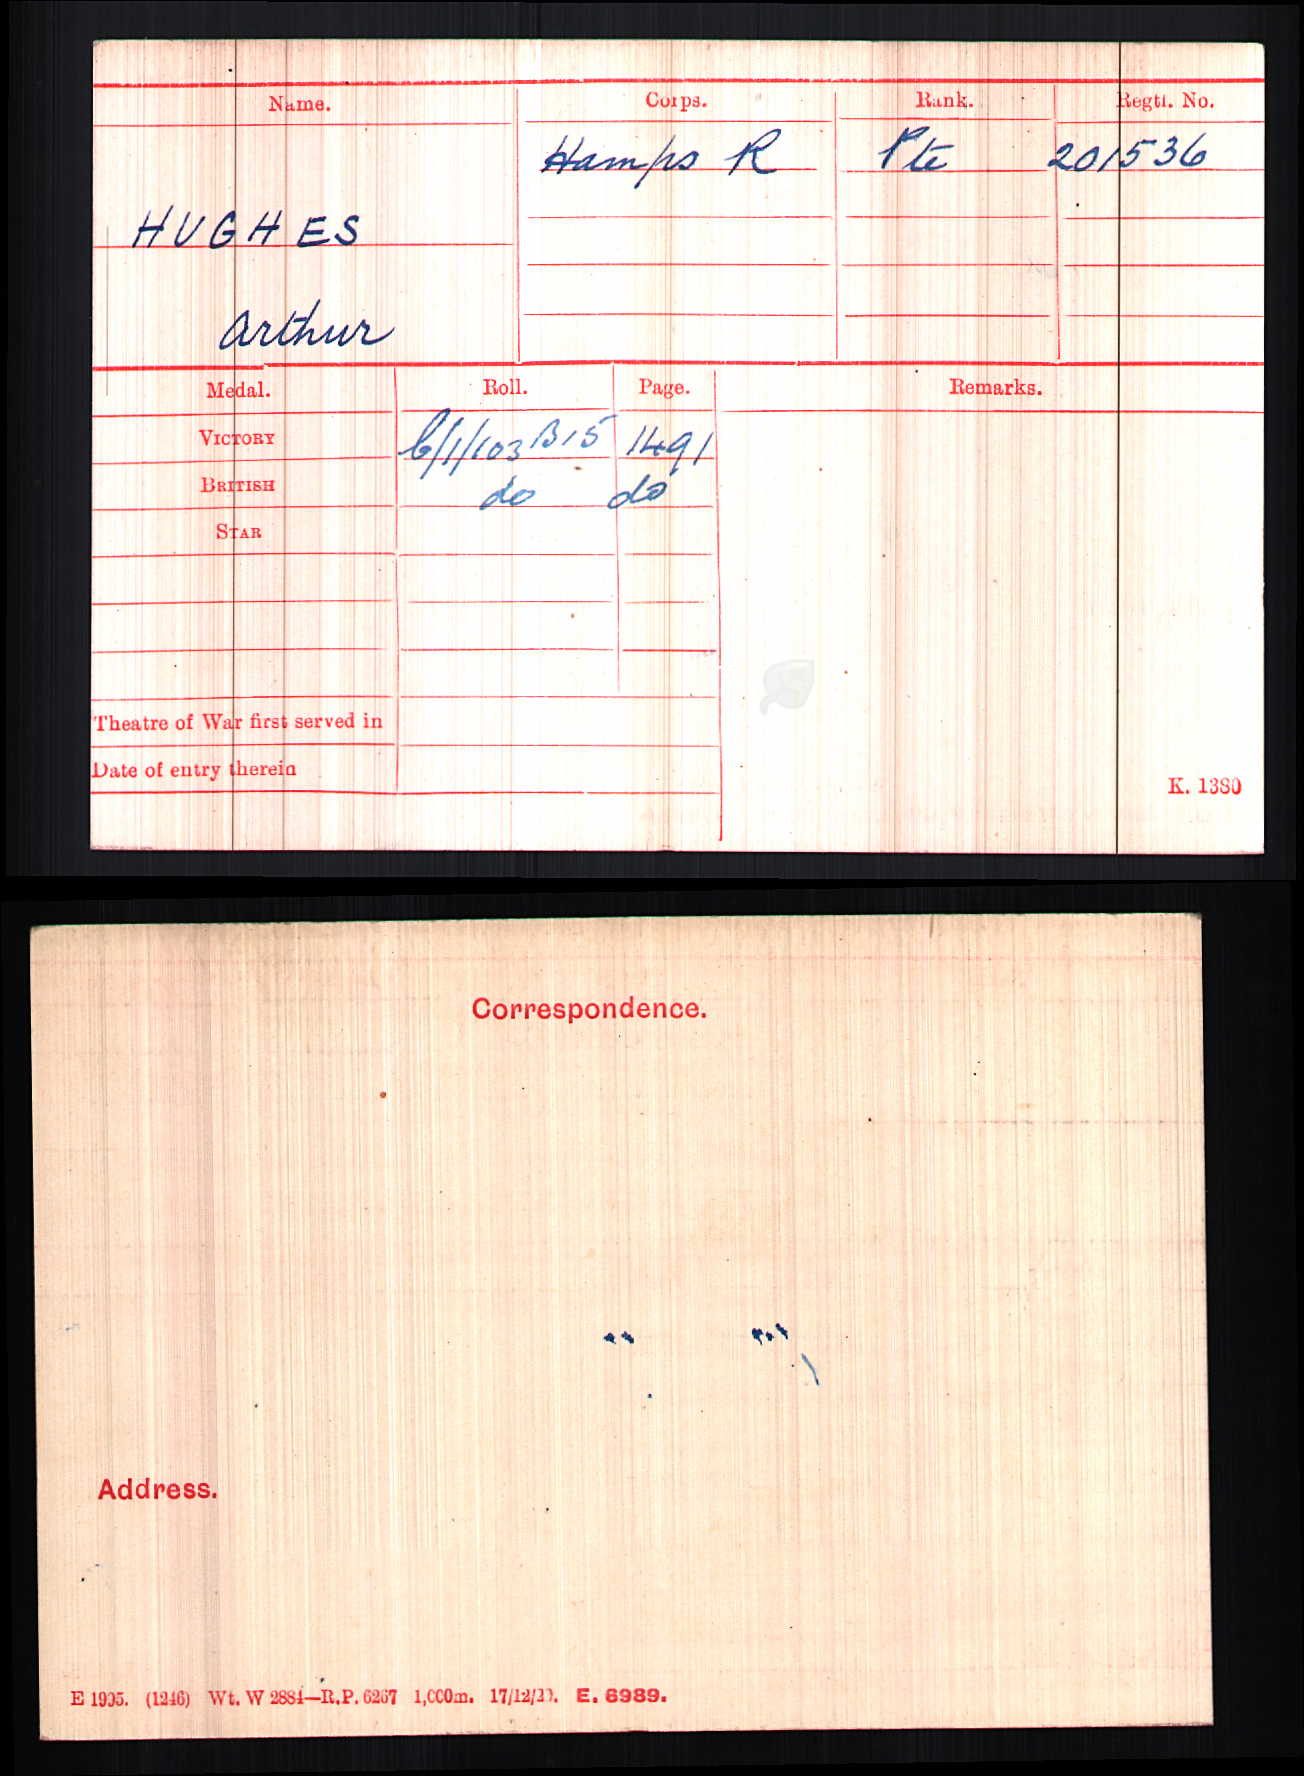 Name. Corps. Rank. Regtl. No.
Hamps R Pte 201536
HUGHES
Arthur
Medal. Roll. Page. Remarks.
VICTORY C/1/103 B15 1491
BRITISH do do
STAR
Theatre of War first served in
Date of entry therein
K. 1380
Correspondence.
Address.
E 1995. (1246) Wt. W 2884—R.P. 6267 1,000m. E. 6989.